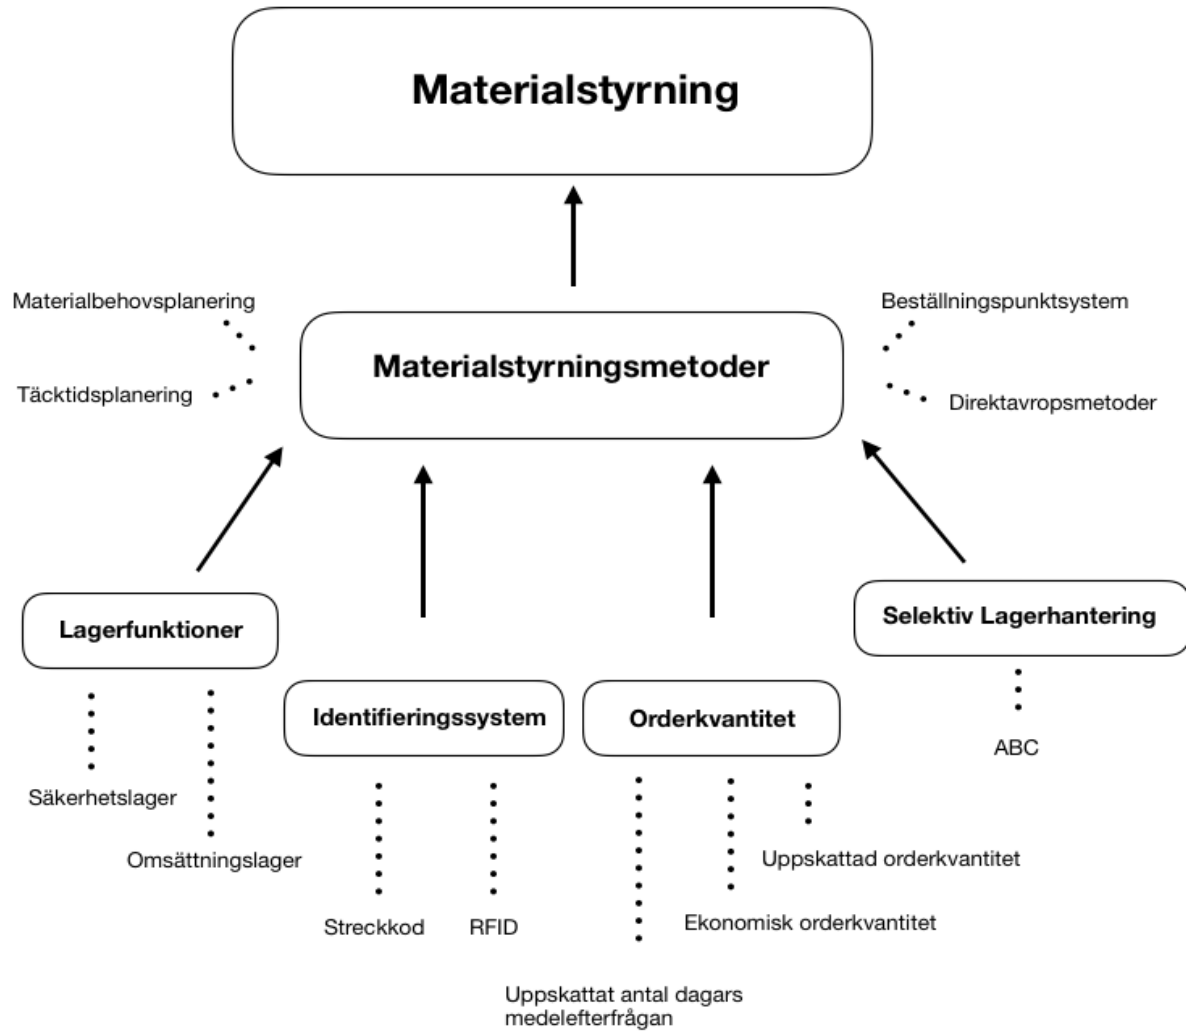 Materialstyrning
Materialbehovsplanering
Beställningspunktsystem
Materialstyrningsmetoder
Täcktidsplanering
Direktavropsmetoder
Lagerfunktioner
Selektiv Lagerhantering
Identifieringssystem
Orderkvantitet
ABC
Säkerhetslager
Omsättningslager
Uppskattad orderkvantitet
Streckkod
RFID
Ekonomisk orderkvantitet
Uppskattat antal dagars
medelefterfrågan